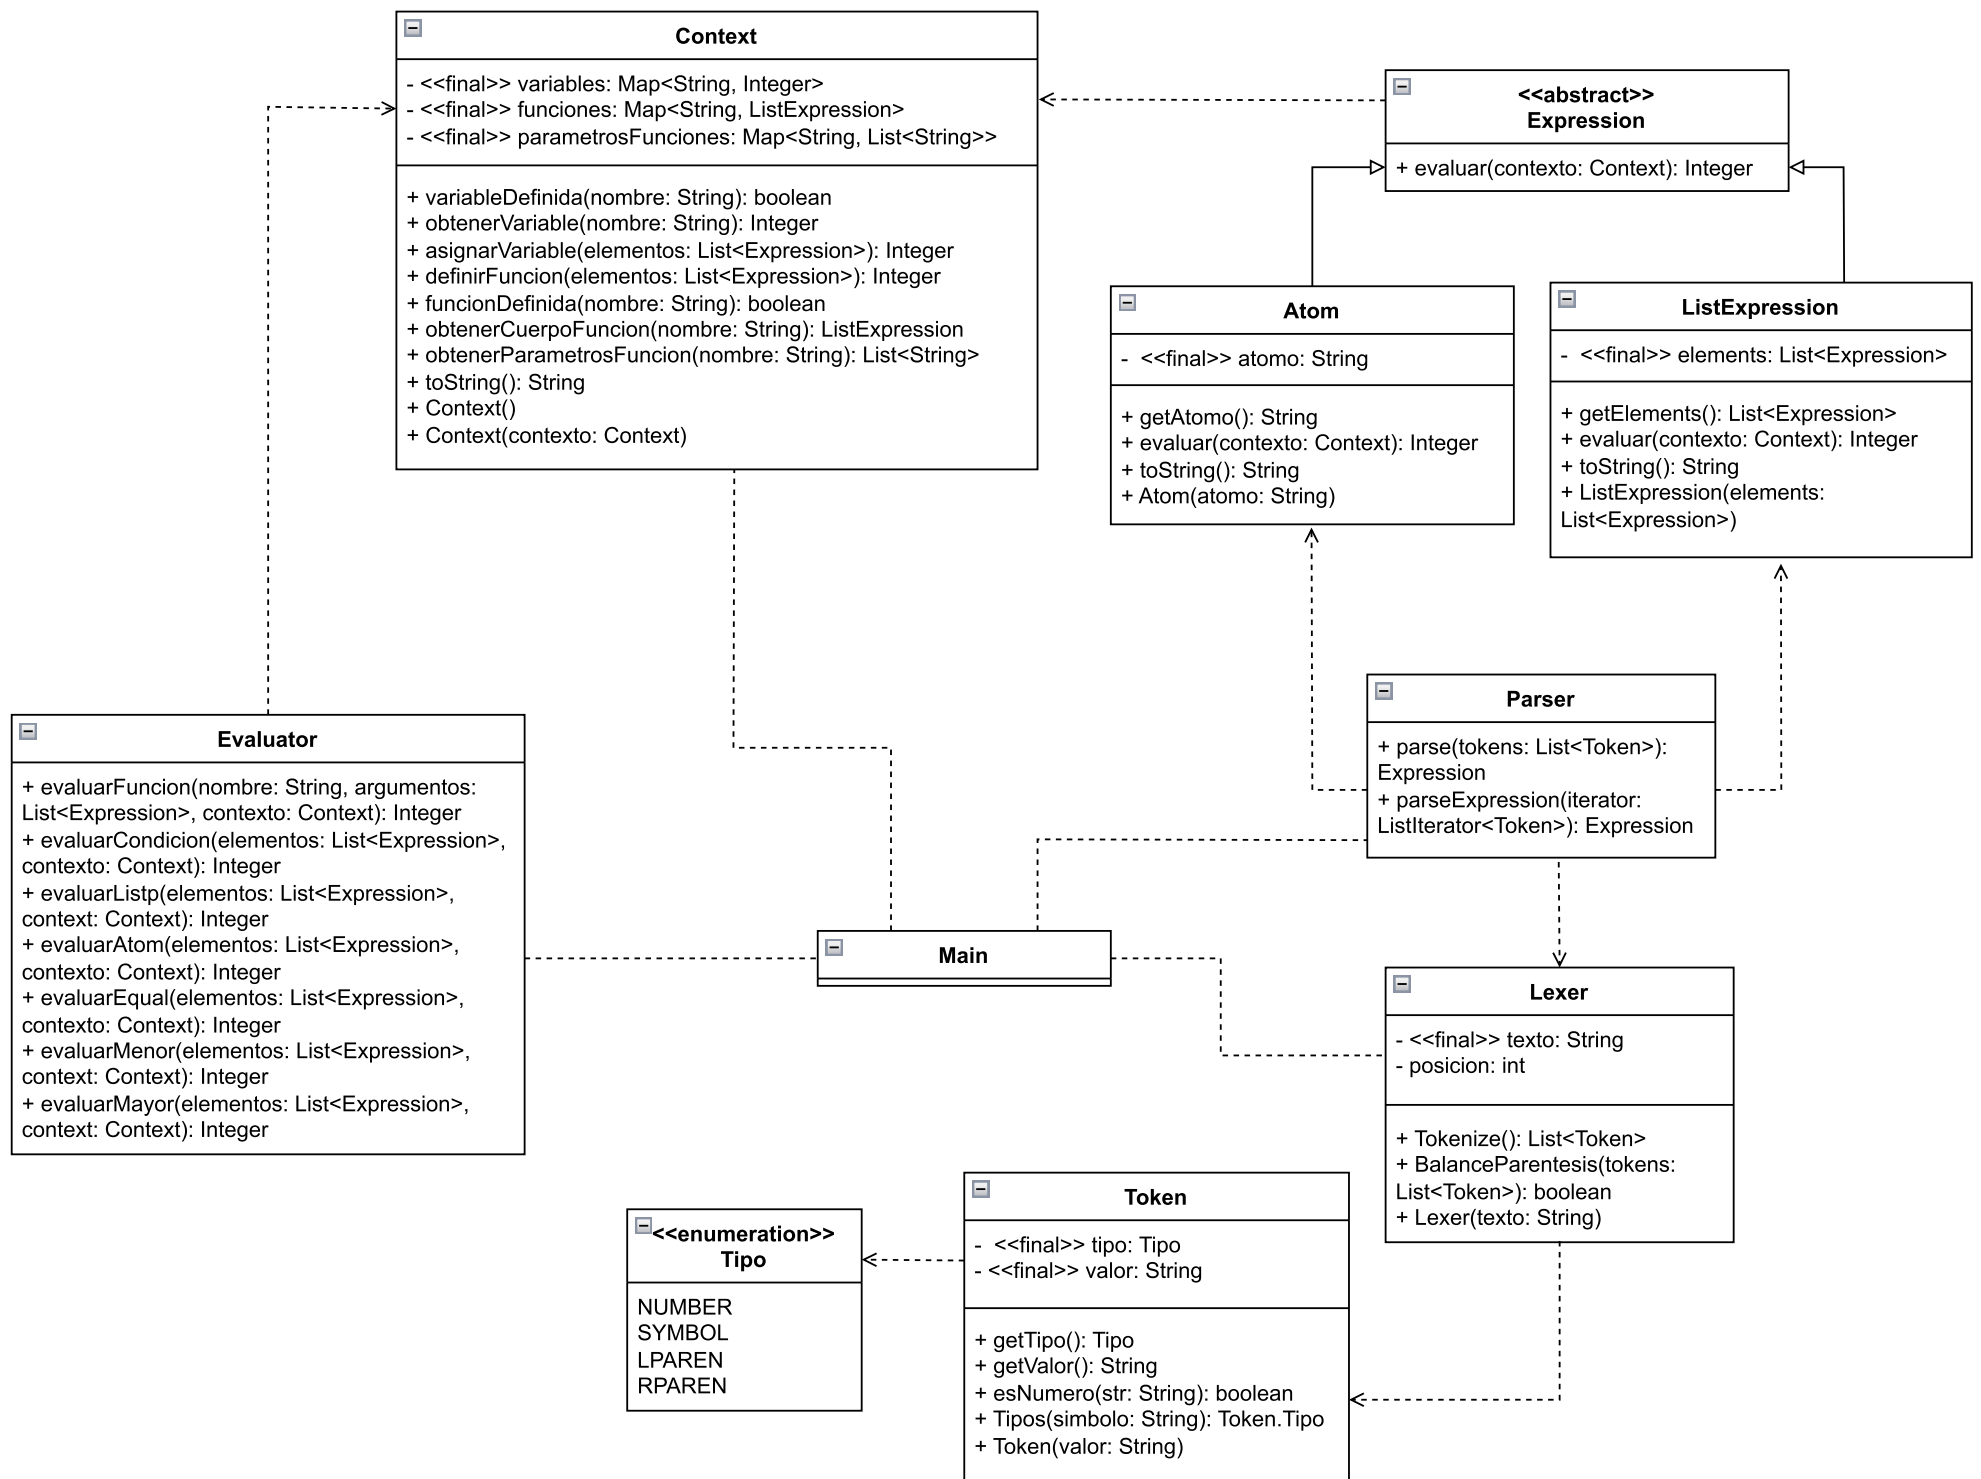 Context
- <<final>> variables: Map<String, Integer>
- <<final>> funciones: Map<String, ListExpression>
- <<final>> parametrosFunciones: Map<String, List<String>>
+ variableDefinida(nombre: String): boolean
+ obtenerVariable(nombre: String): Integer
+ asignarVariable(elementos: List<Expression>): Integer
+ definirFuncion(elementos: List<Expression>): Integer
+ funcionDefinida(nombre: String): boolean
+ obtenerCuerpoFuncion(nombre: String): ListExpression
+ obtenerParametrosFuncion(nombre: String): List<String>
+ toString(): String
+ Context()
+ Context(contexto: Context)
<<abstract>>
Expression
+ evaluar(contexto: Context): Integer
Atom
- <<final>> atomo: String
+ getAtomo(): String
+ evaluar(contexto: Context): Integer
+ toString(): String
+ Atom(atomo: String)
ListExpression
- <<final>> elements: List<Expression>
+ getElements(): List<Expression>
+ evaluar(contexto: Context): Integer
+ toString(): String
+ ListExpression(elements:
List<Expression>)
Evaluator
+ evaluarFuncion(nombre: String, argumentos:
List<Expression>, contexto: Context): Integer
+ evaluarCondicion(elementos: List<Expression>,
contexto: Context): Integer
+ evaluarListp(elementos: List<Expression>,
context: Context): Integer
+ evaluarAtom(elementos: List<Expression>,
contexto: Context): Integer
+ evaluarEqual(elementos: List<Expression>,
contexto: Context): Integer
+ evaluarMenor(elementos: List<Expression>,
context: Context): Integer
+ evaluarMayor(elementos: List<Expression>,
context: Context): Integer
Parser
+ parse(tokens: List<Token>):
Expression
+ parseExpression(iterator:
ListIterator<Token>): Expression
Main
Lexer
- <<final>> texto: String
- posicion: int
+ Tokenize(): List<Token>
+ BalanceParentesis(tokens:
List<Token>): boolean
+ Lexer(texto: String)
<<enumeration>>
Tipo
NUMBER
SYMBOL
LPAREN
RPAREN
Token
- <<final>> tipo: Tipo
- <<final>> valor: String
+ getTipo(): Tipo
+ getValor(): String
+ esNumero(str: String): boolean
+ Tipos(simbolo: String): Token.Tipo
+ Token(valor: String)